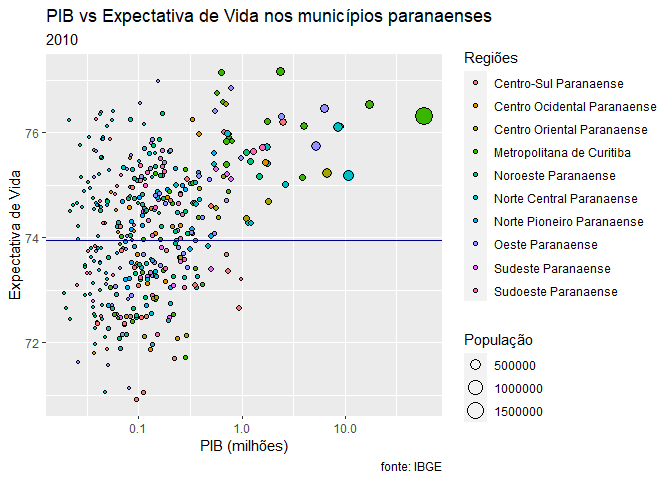 PIB vs Expectativa de Vida nos municípios paranaenses
2010
Expectativa de Vida
76
74
72
0.1
1.0
10.0
PIB (milhões)
fonte: IBGE
Regiões
Centro-Sul Paranaense
Centro Ocidental Paranaense
Centro Oriental Paranaense
Metropolitana de Curitiba
Noroeste Paranaense
Norte Central Paranaense
Norte Pioneiro Paranaense
Oeste Paranaense
Sudeste Paranaense
Sudoeste Paranaense
População
500000
1000000
1500000